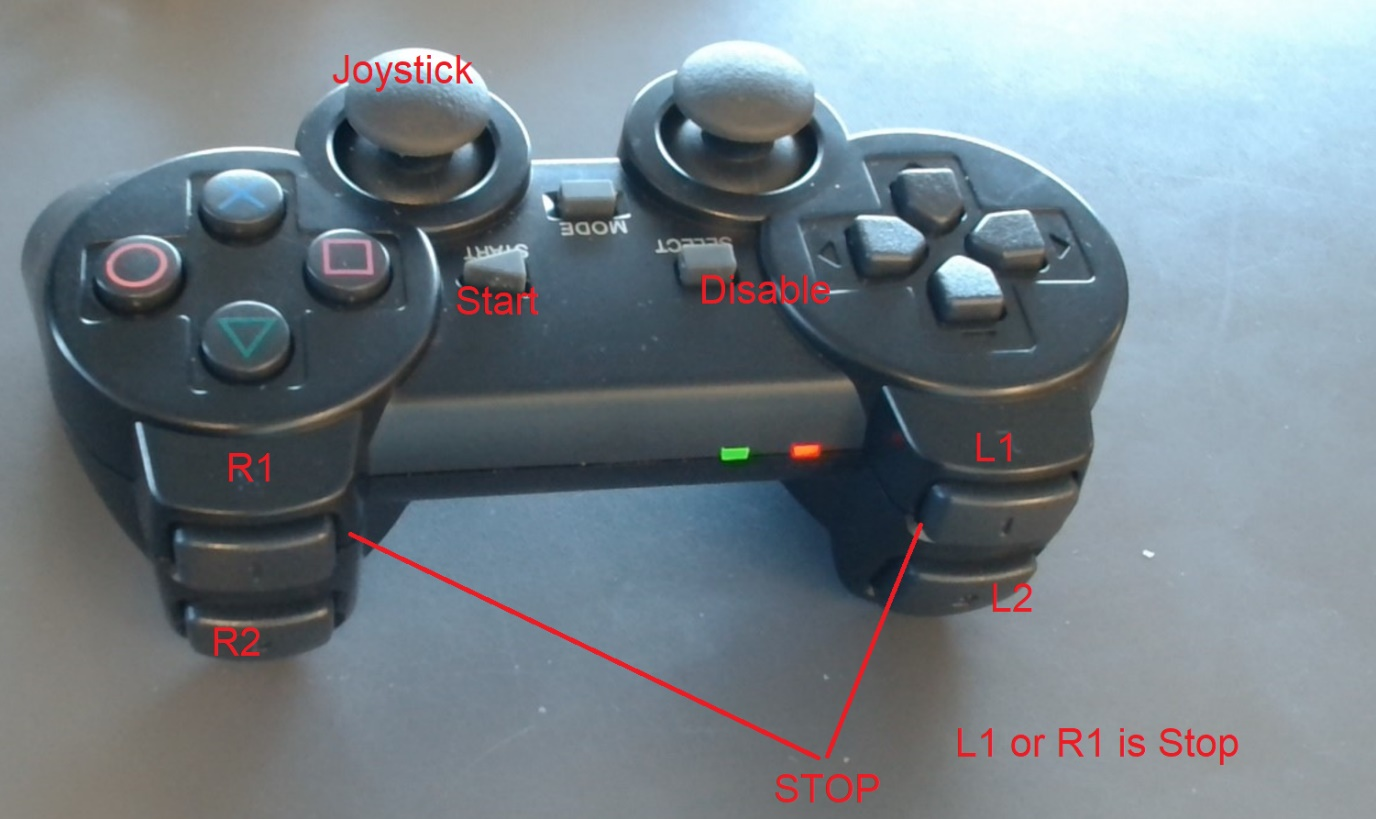 Joystick
MODE
START
SELECT
Start
Disable
R1
L1
R2
L2
L1 or R1 is Stop
STOP